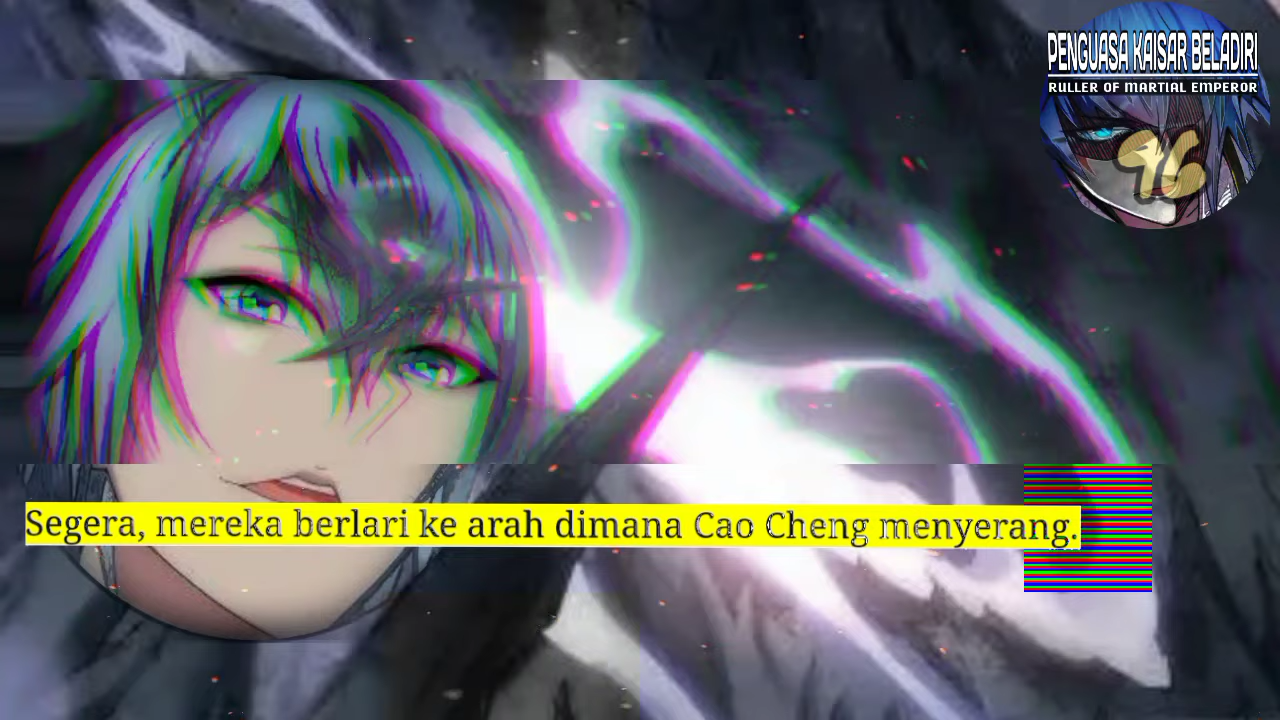 PENGUASA KAISAR BELADIRI
RULLER OF MARTIAL EMPEROR
Segera, mereka berlari ke arah dimana Cao Cheng menyerang.